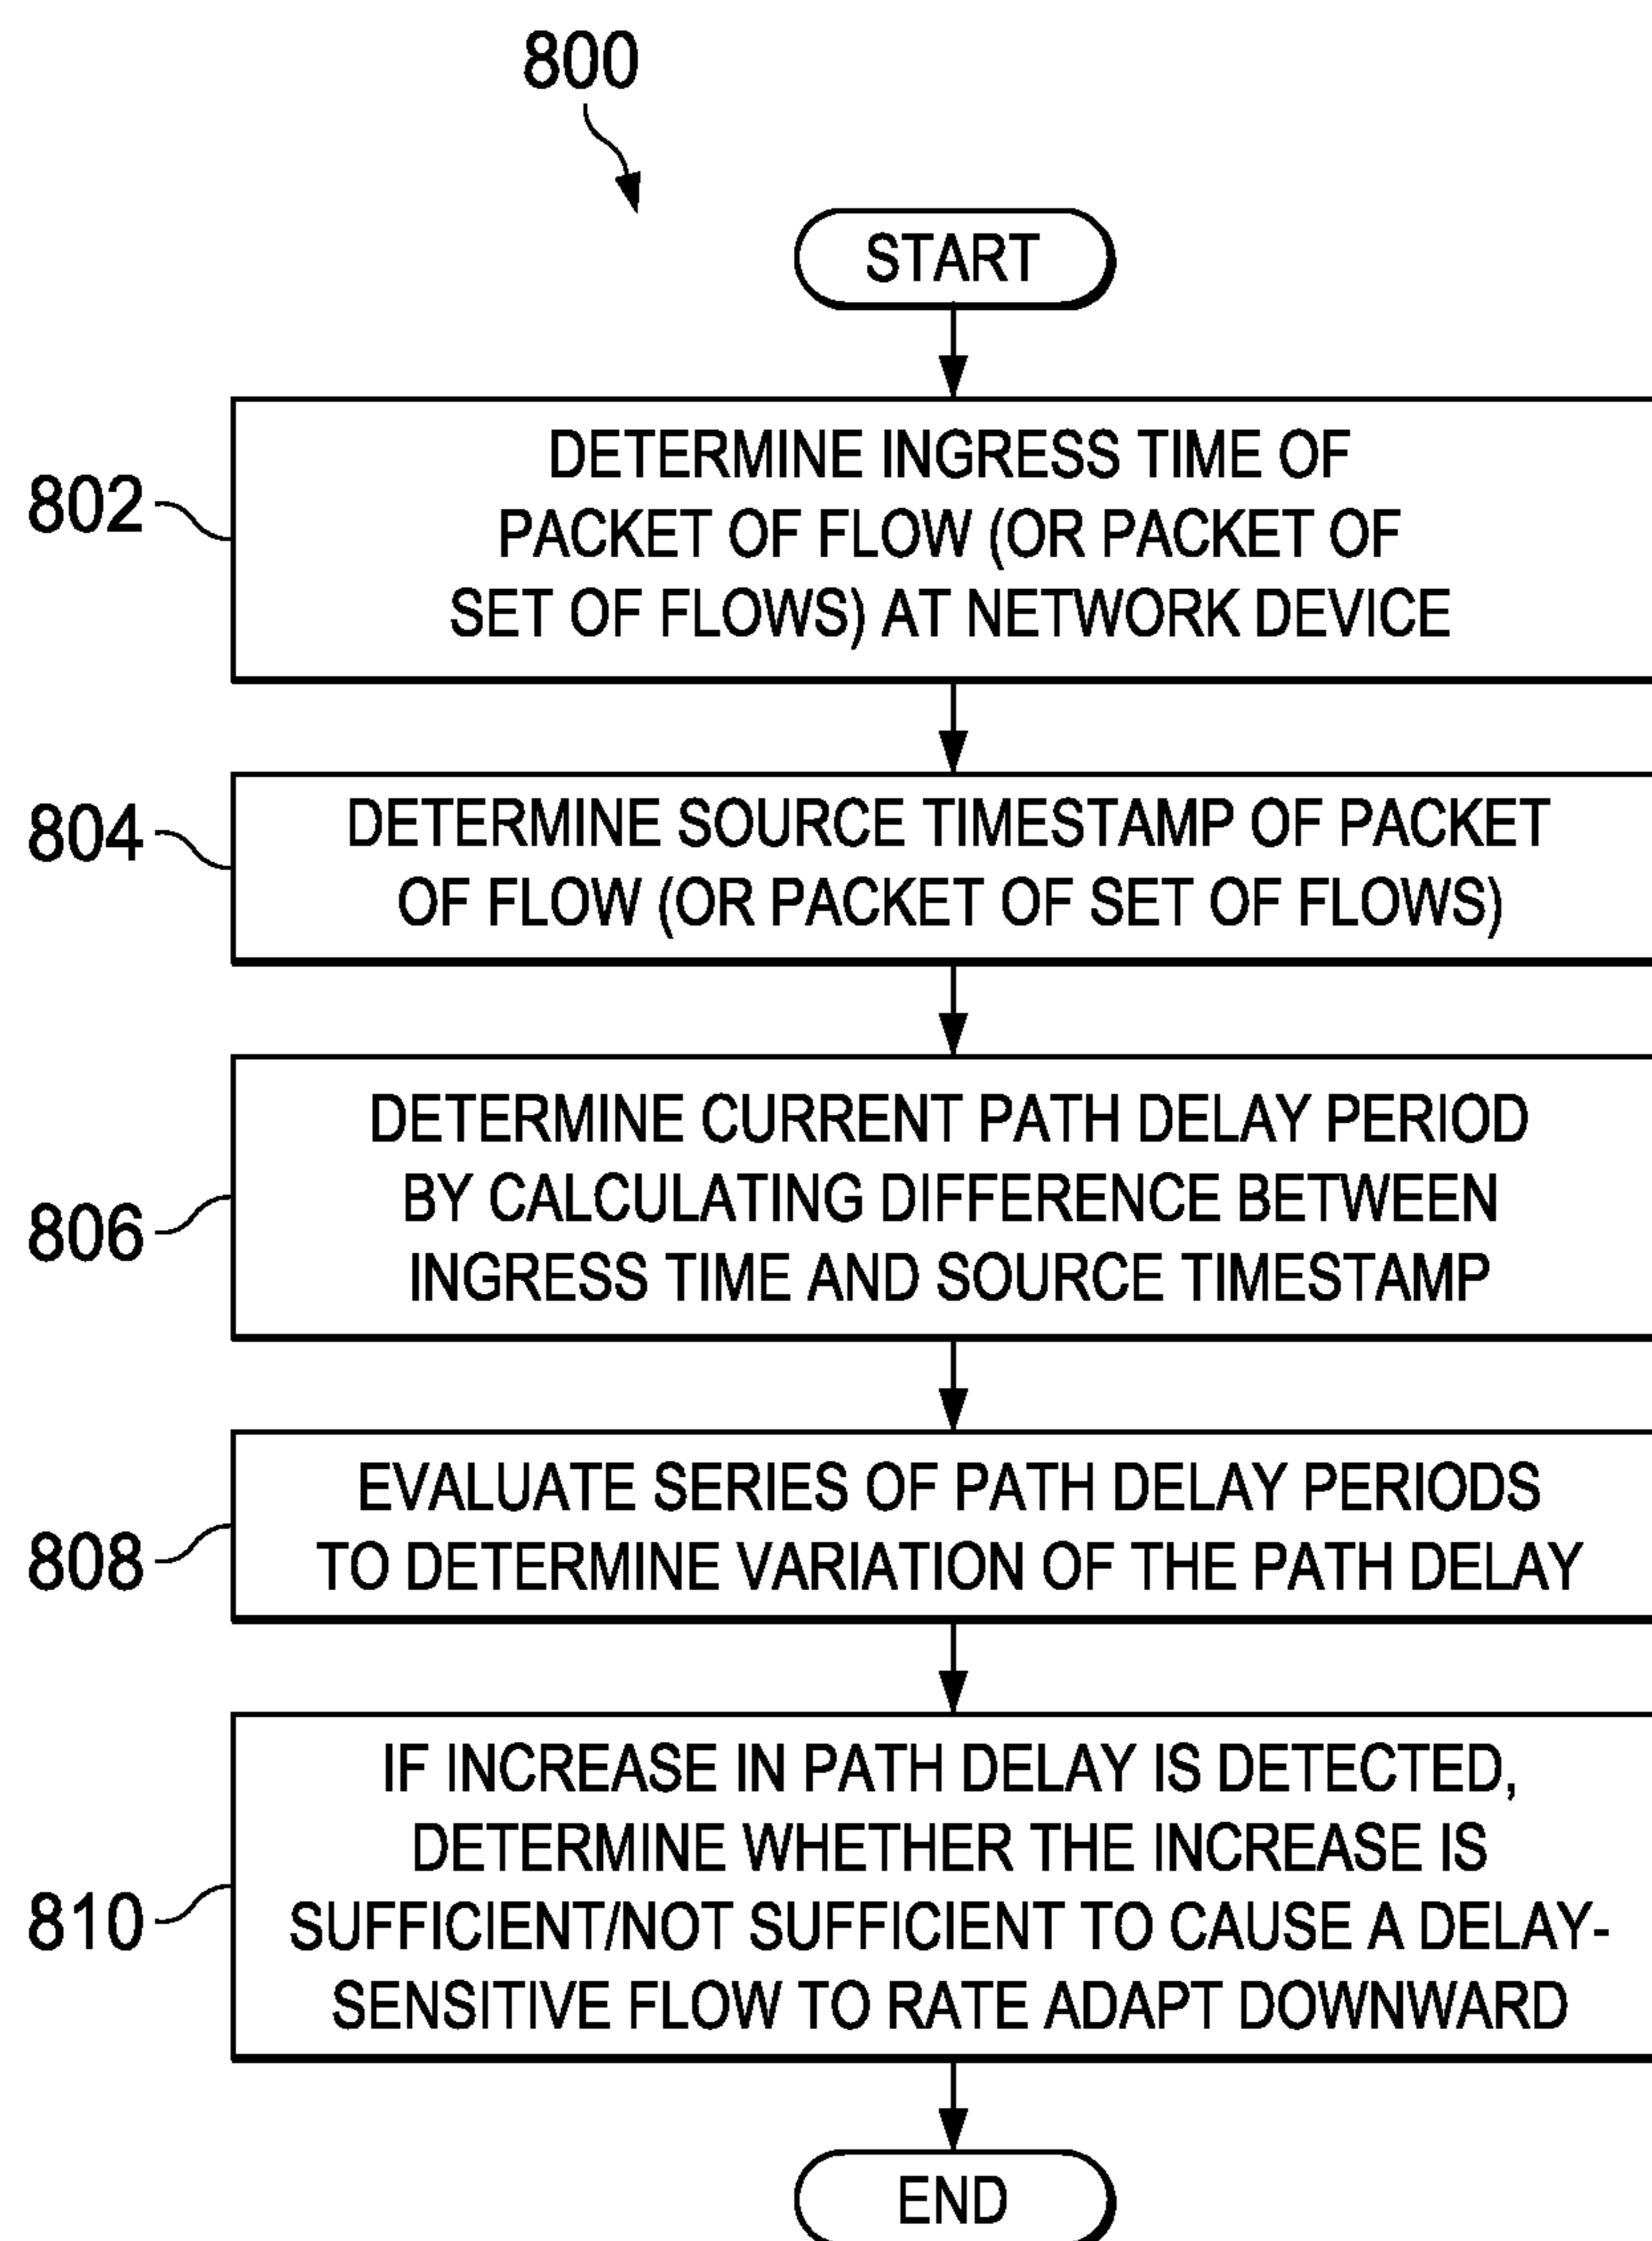 800
START
802
DETERMINE INGRESS TIME OF
PACKET OF FLOW (OR PACKET OF
SET OF FLOWS) AT NETWORK DEVICE
804
DETERMINE SOURCE TIMESTAMP OF PACKET
OF FLOW (OR PACKET OF SET OF FLOWS)
806
DETERMINE CURRENT PATH DELAY PERIOD
BY CALCULATING DIFFERENCE BETWEEN
INGRESS TIME AND SOURCE TIMESTAMP
808
EVALUATE SERIES OF PATH DELAY PERIODS
TO DETERMINE VARIATION OF THE PATH DELAY
810
IF INCREASE IN PATH DELAY IS DETECTED,
DETERMINE WHETHER THE INCREASE IS
SUFFICIENT/NOT SUFFICIENT TO CAUSE A DELAY-
SENSITIVE FLOW TO RATE ADAPT DOWNWARD
END